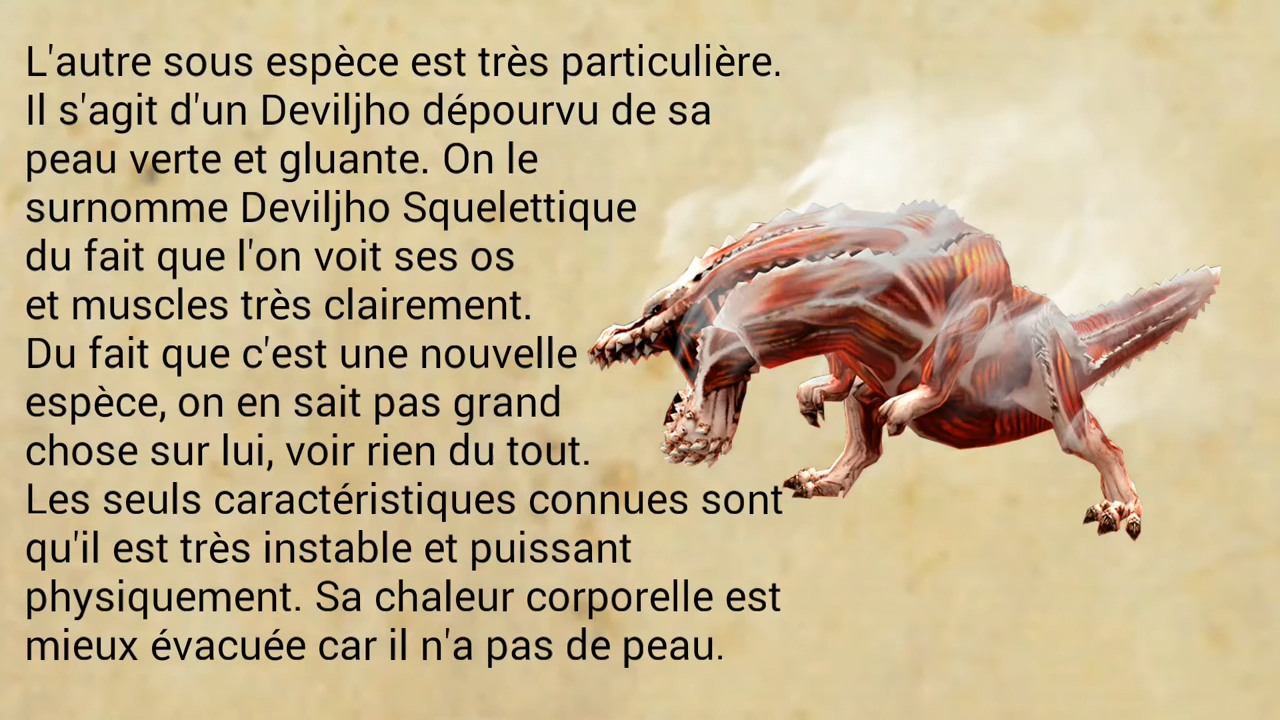 L'autre sous espèce est très particulière.
Il s'agit d'un Deviljho dépourvu de sa
peau verte et gluante. On le
surnomme Deviljho Squelettique
du fait que l'on voit ses os
et muscles très clairement.
Du fait que c'est une nouvelle
espèce, on en sait pas grand
chose sur lui, voir rien du tout.
Les seuls caractéristiques connues sont
qu'il est très instable et puissant
physiquement. Sa chaleur corporelle est
mieux évacuée car il n'a pas de peau.